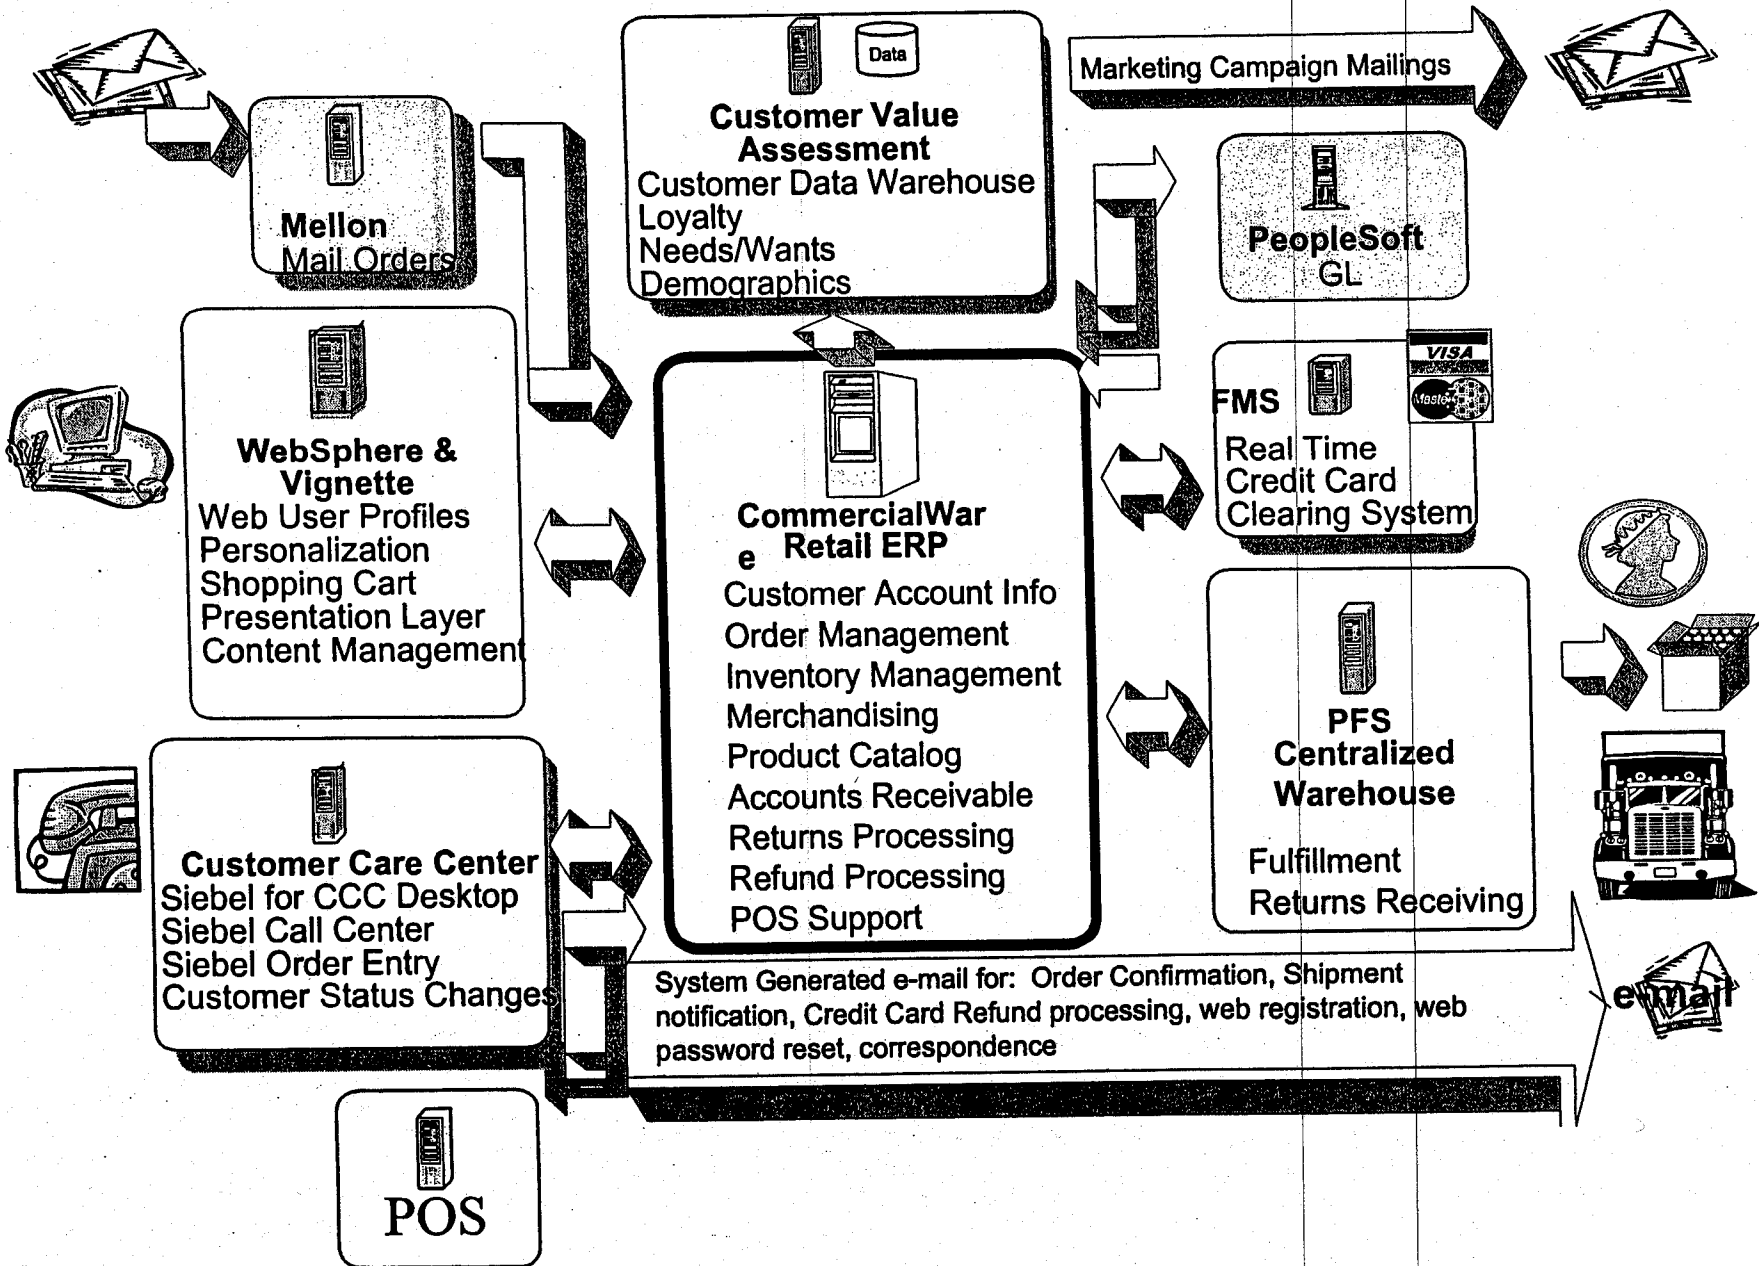 Data
Customer Value
Assessment
Customer Data Warehouse
Loyalty
Needs/Wants
Demographics
Marketing Campaign Mailings
Mellon
Mail Orders
PeopleSoft
GL
WebSphere &
Vignette
Web User Profiles
Personalization
Shopping Cart
Presentation Layer
Content Management
CommercialWar
e Retail ERP
Customer Account Info
Order Management
Inventory Management
Merchandising
Product Catalog
Accounts Receivable
Returns Processing
Refund Processing
POS Support
VISA
Master
FMS
Real Time
Credit Card
Clearing System
PFS
Centralized
Warehouse
Fulfillment
Returns Receiving
Customer Care Center
Siebel for CCC Desktop
Siebel Call Center
Siebel Order Entry
Customer Status Changes
System Generated e-mail for: Order Confirmation, Shipment
notification, Credit Card Refund processing, web registration, web
password reset, correspondence
e-mail
POS